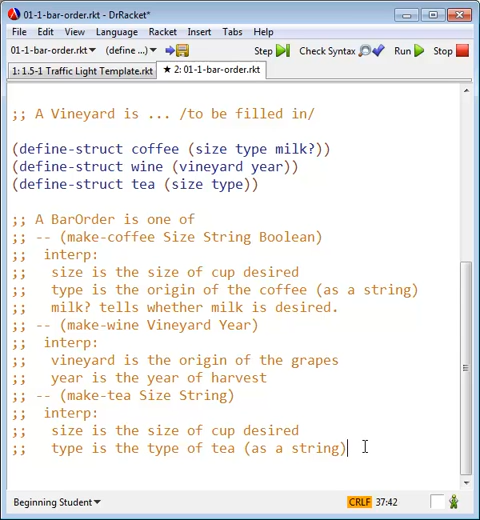 01-1-bar-order.rkt - DrRacket*
File Edit View Language Racket Insert Tabs Help
01-1-bar-order.rkt▼ (define ...)▼ Step Check Syntax Run Stop
1: 1.5-1 Traffic Light Template.rkt ★ 2: 01-1-bar-order.rkt
;; A Vineyard is ... /to be filled in/
(define-struct coffee (size type milk?))
(define-struct wine (vineyard year))
(define-struct tea (size type))
;; A BarOrder is one of
;; -- (make-coffee Size String Boolean)
;;  interp:
;;   size is the size of cup desired
;;   type is the origin of the coffee (as a string)
;;   milk? tells whether milk is desired.
;; -- (make-wine Vineyard Year)
;;  interp:
;;   vineyard is the origin of the grapes
;;   year is the year of harvest
;; -- (make-tea Size String)
;;  interp:
;;   size is the size of cup desired
;;   type is the type of tea (as a string)
Beginning Student▼ CRLF 37:42